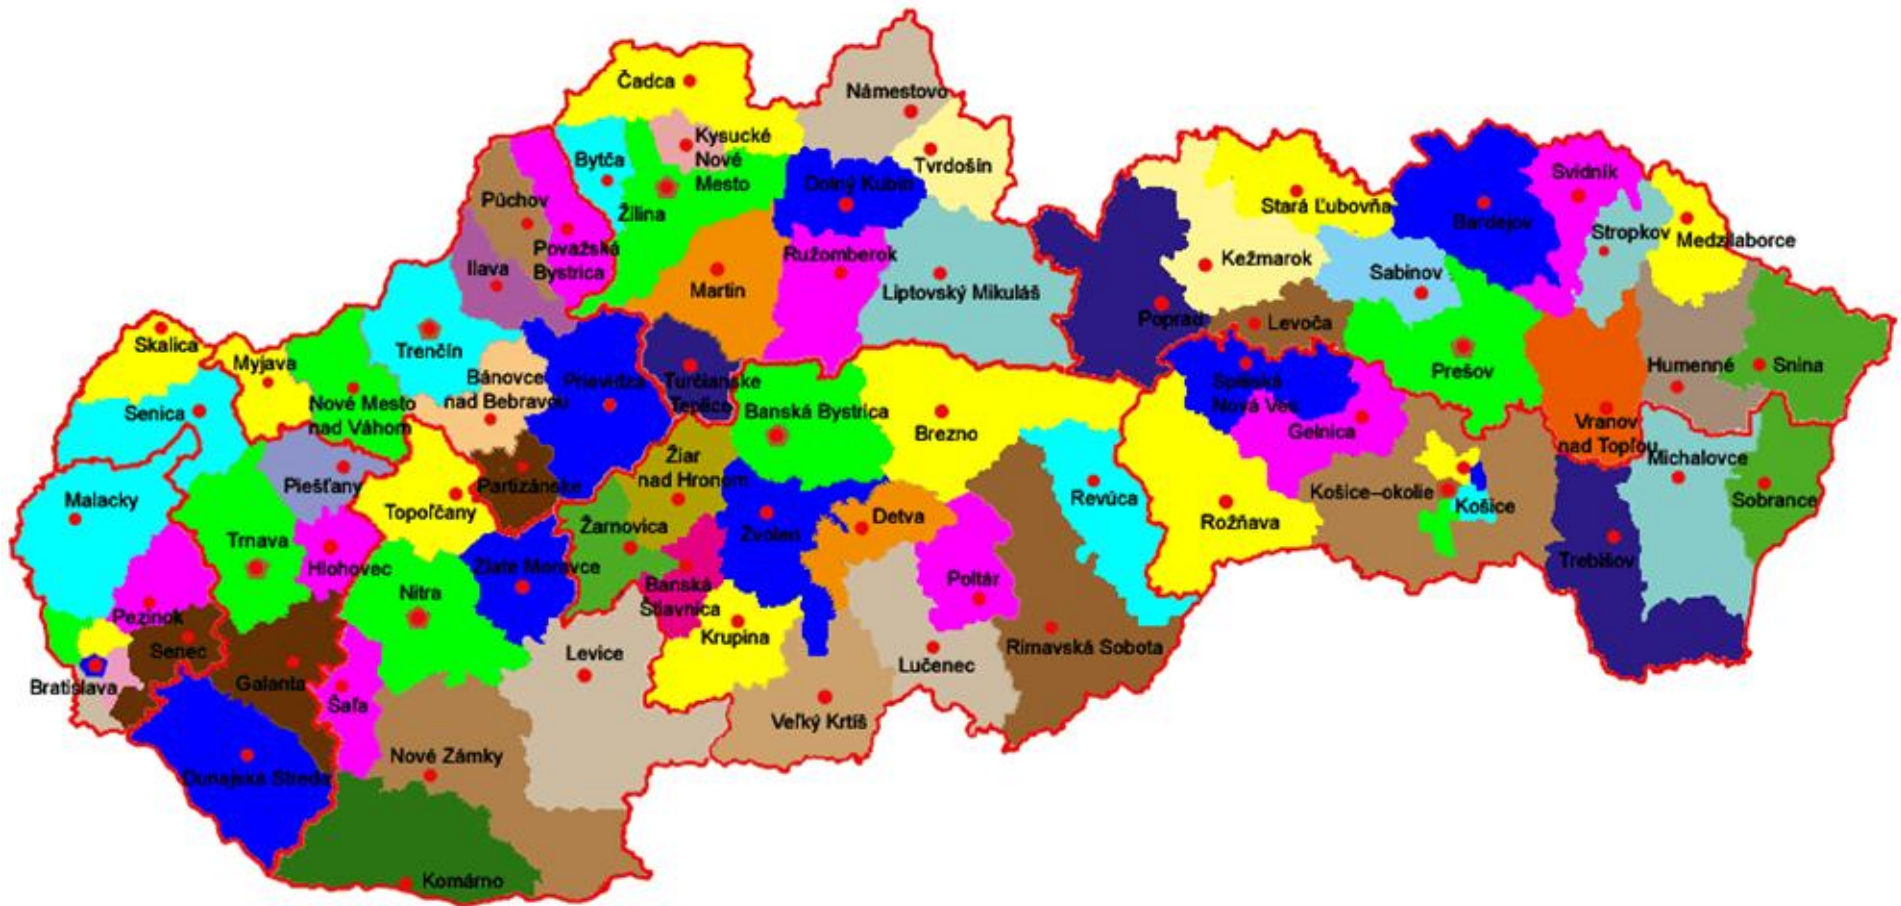 Čadca
Námestovo
Kysucké
Nové
Mesto
Bytča
Tvrdošín
Dolný Kubín
Žilina
Púchov
Považská
Bystrica
Ilava
Ružomberok
Martin
Liptovský Mikuláš
Svidník
Stará Ľubovňa
Bardejov
Stropkov
Medzilaborce
Kežmarok
Sabinov
Poprad
Levoča
Prešov
Humenné
Snina
Skalica
Myjava
Trenčín
Bánovce
nad Bebravou
Prievidza
Turčianske
Teplice
Senica
Nové Mesto
nad Váhom
Banská Bystrica
Brezno
Spišská
Nová Ves
Gelnica
Vranov
nad Topľou
Michalovce
Sobrance
Žiar
nad Hronom
Malacky
Piešťany
Topoľčany
Partizánske
Revúca
Rožňava
Košice–okolie
Košice
Trebišov
Trnava
Hlohovec
Žarnovica
Zvolen
Detva
Zlaté Moravce
Nitra
Banská
Štiavnica
Poltár
Pezinok
Senec
Krupina
Rimavská Sobota
Levice
Lučenec
Bratislava
Galanta
Šaľa
Veľký Krtíš
Nové Zámky
Dunajská Streda
Komárno